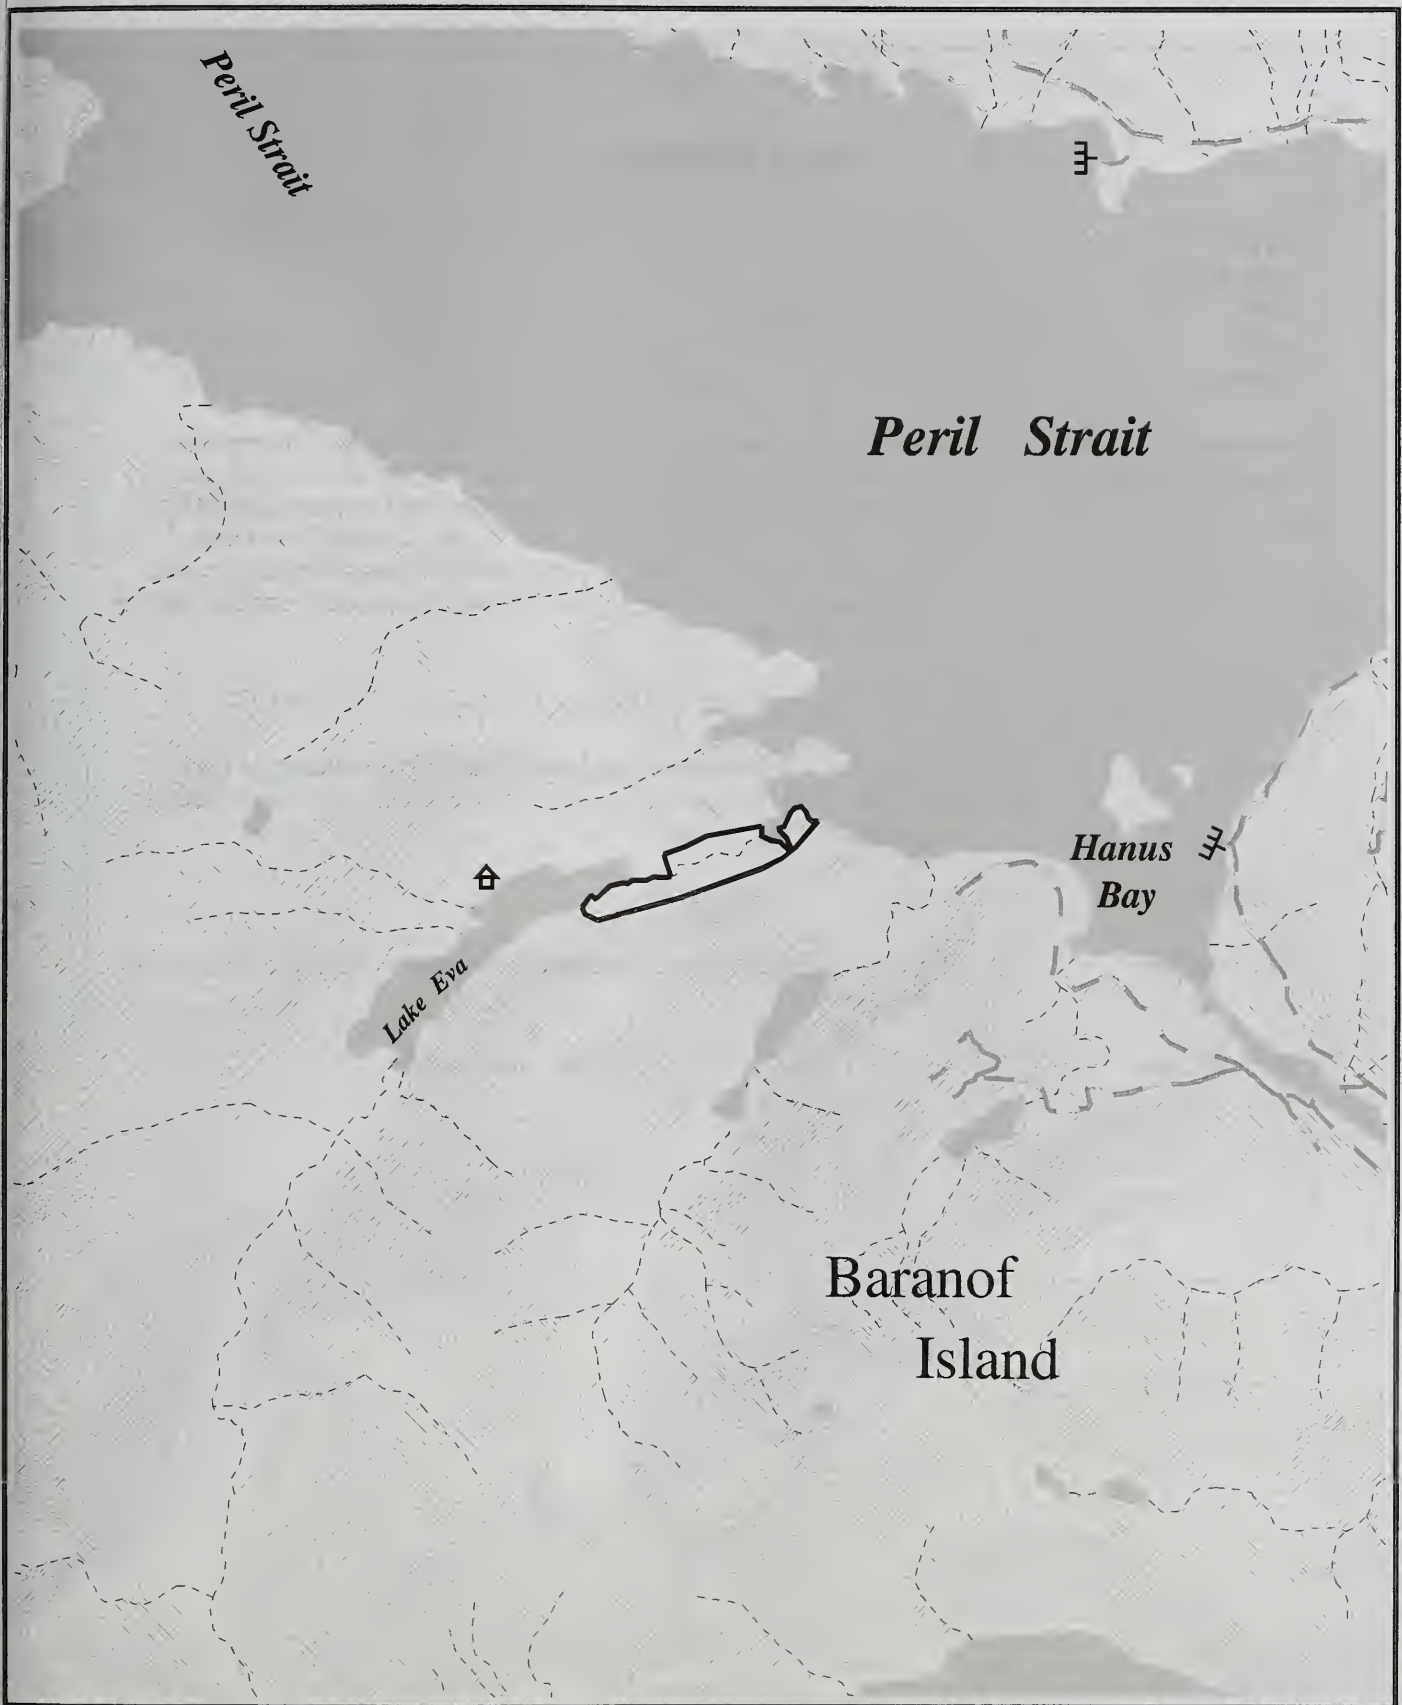 Peril Strait
Peril Strait
Hanus
Bay
Lake Eva
Baranof
Island